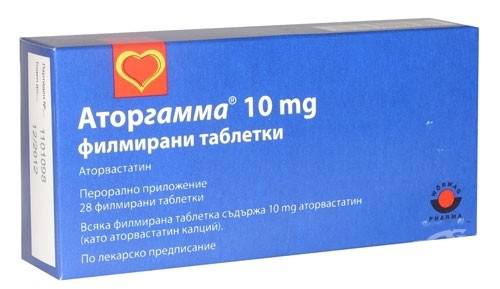 Аторгамма® 10 mg
филмирани таблетки
Аторвастатин
Перорално приложение
28 филмирани таблетки
Всяка филмирана таблетка съдържа 10 mg аторвастатин
(като аторвастатин калций).
По лекарско предписание
WÖRWAG
PHARMA
1101098
12/2012